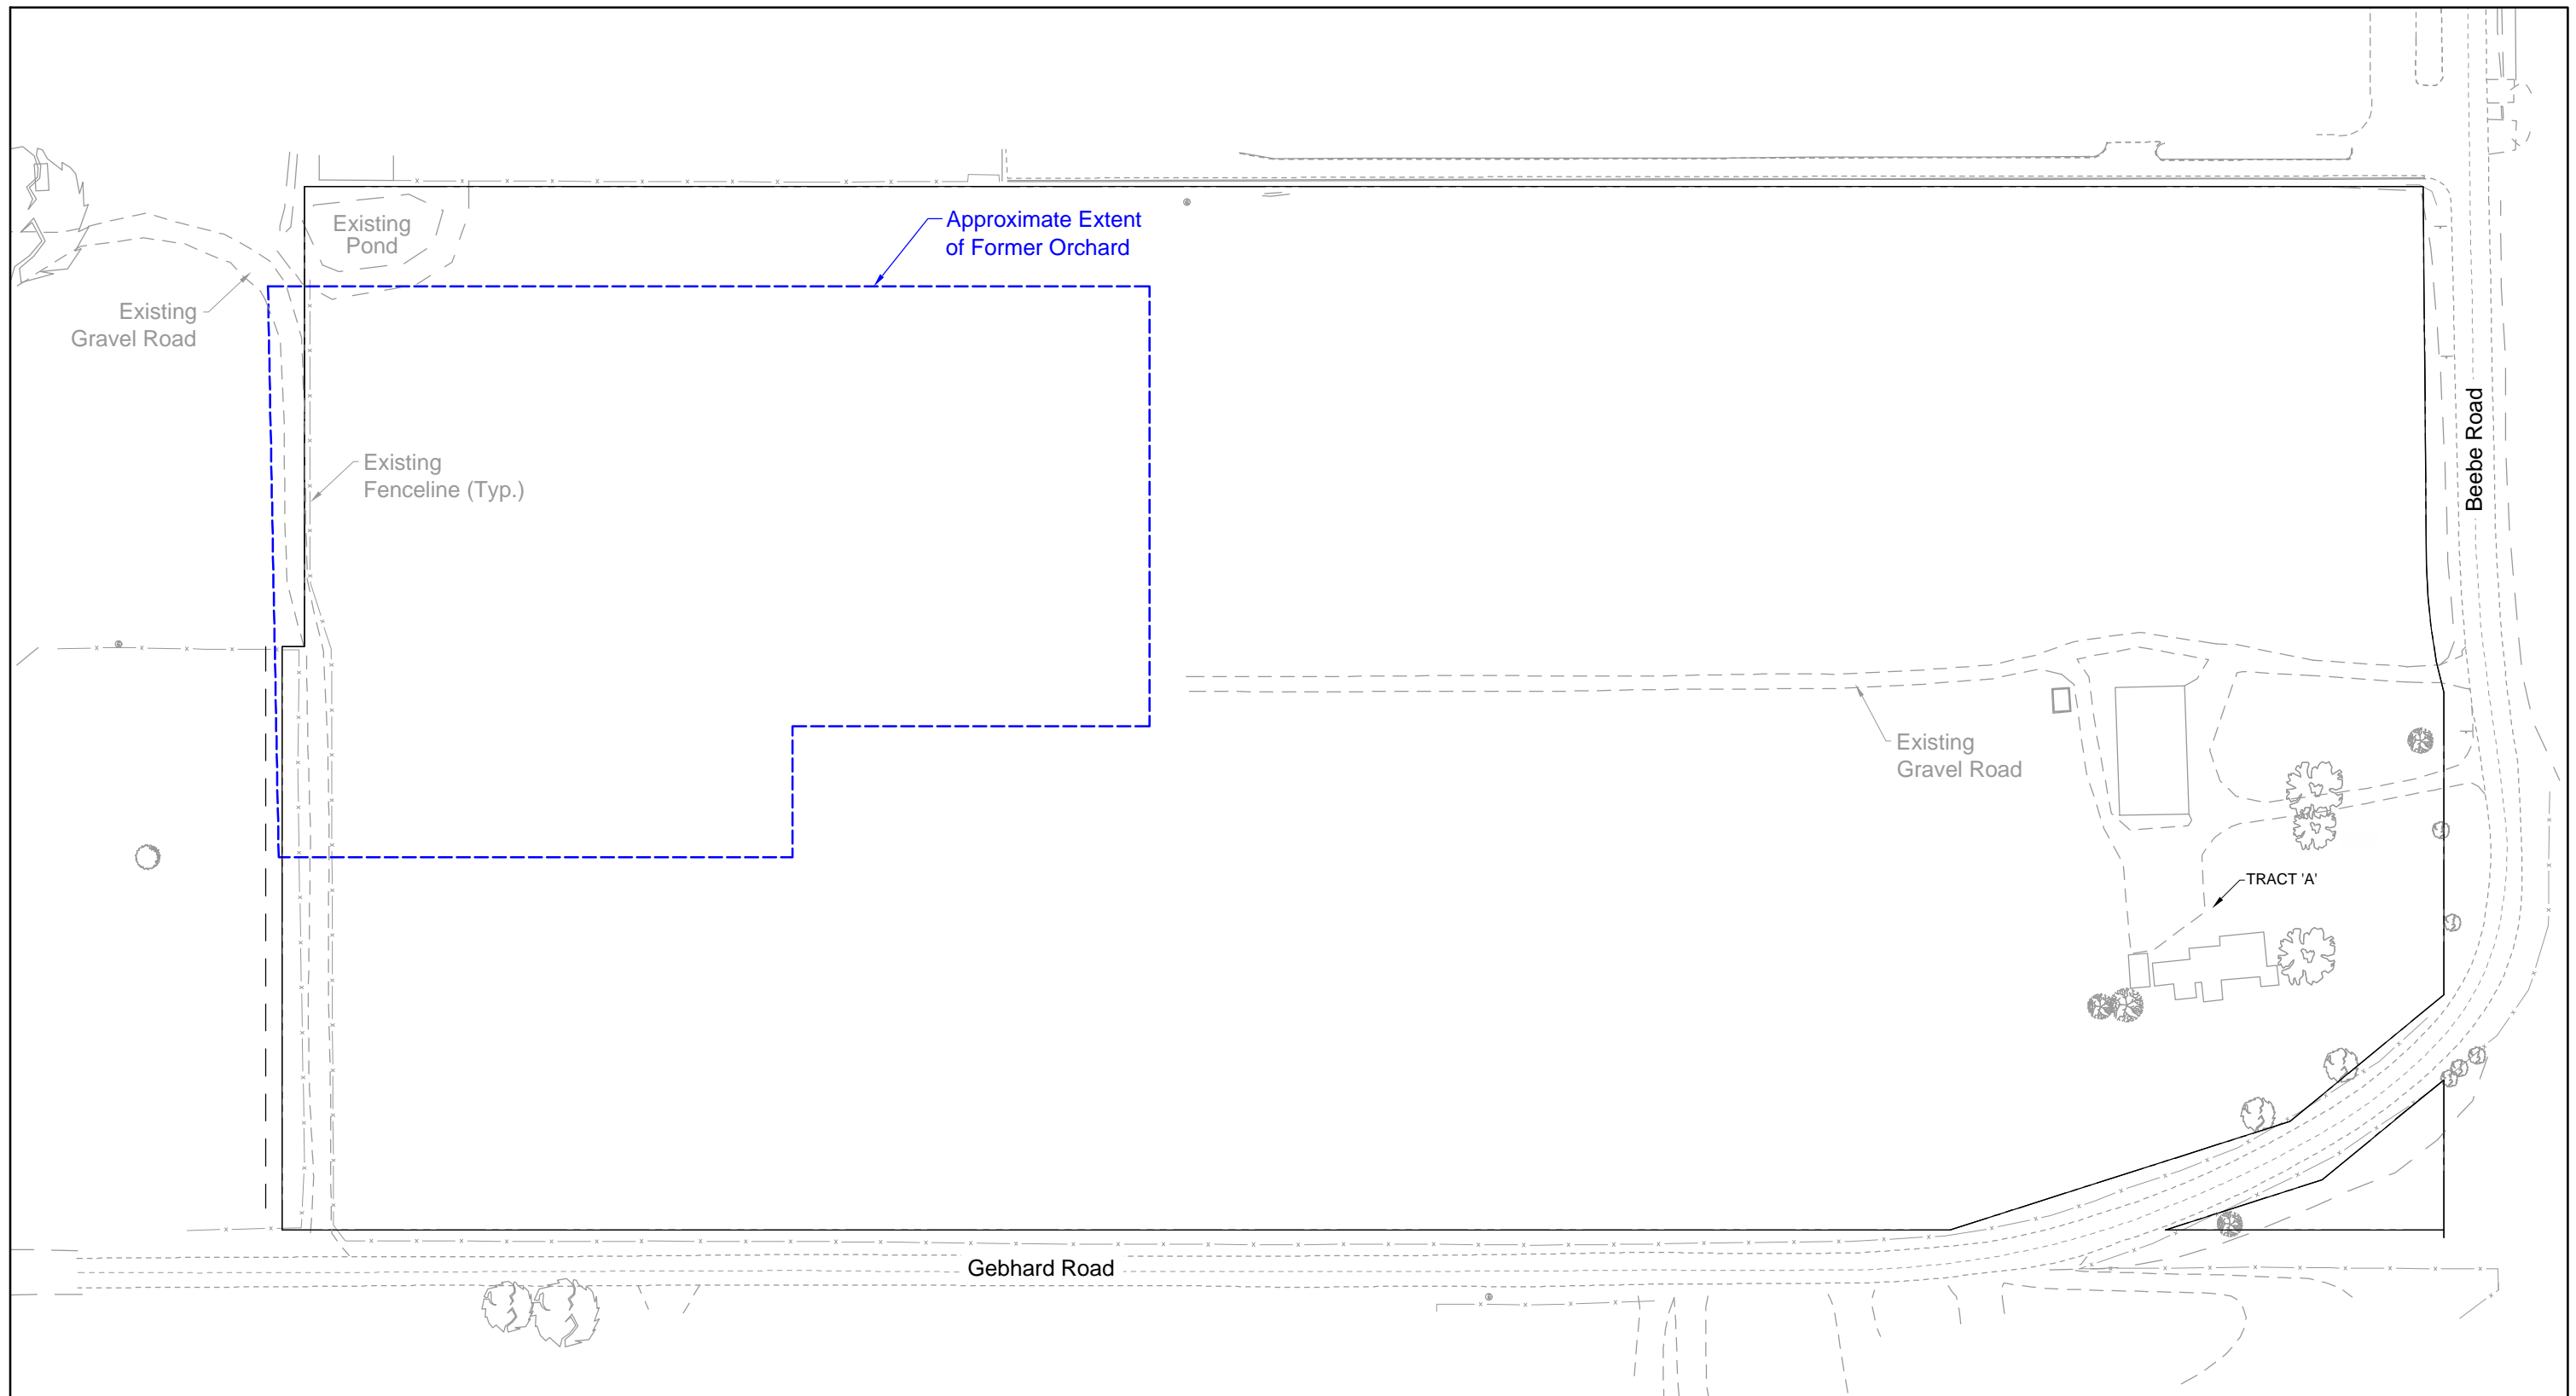 Existing
Pond
Approximate Extent
of Former Orchard
Existing
Gravel Road
Existing
Fenceline (Typ.)
Beebe Road
Existing
Gravel Road
TRACT 'A'
Gebhard Road